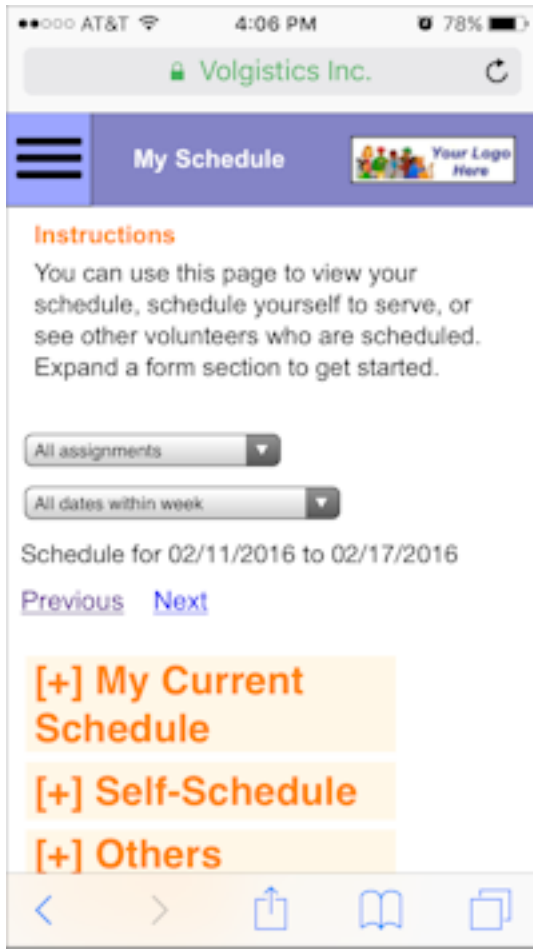 AT&T 4:06 PM 78%
Volgistics Inc.
My Schedule
Your Logo
Here
Instructions
You can use this page to view your
schedule, schedule yourself to serve, or
see other volunteers who are scheduled.
Expand a form section to get started.
All assignments
All dates within week
Schedule for 02/11/2016 to 02/17/2016
Previous Next
[+] My Current
Schedule
[+] Self-Schedule
[+] Others